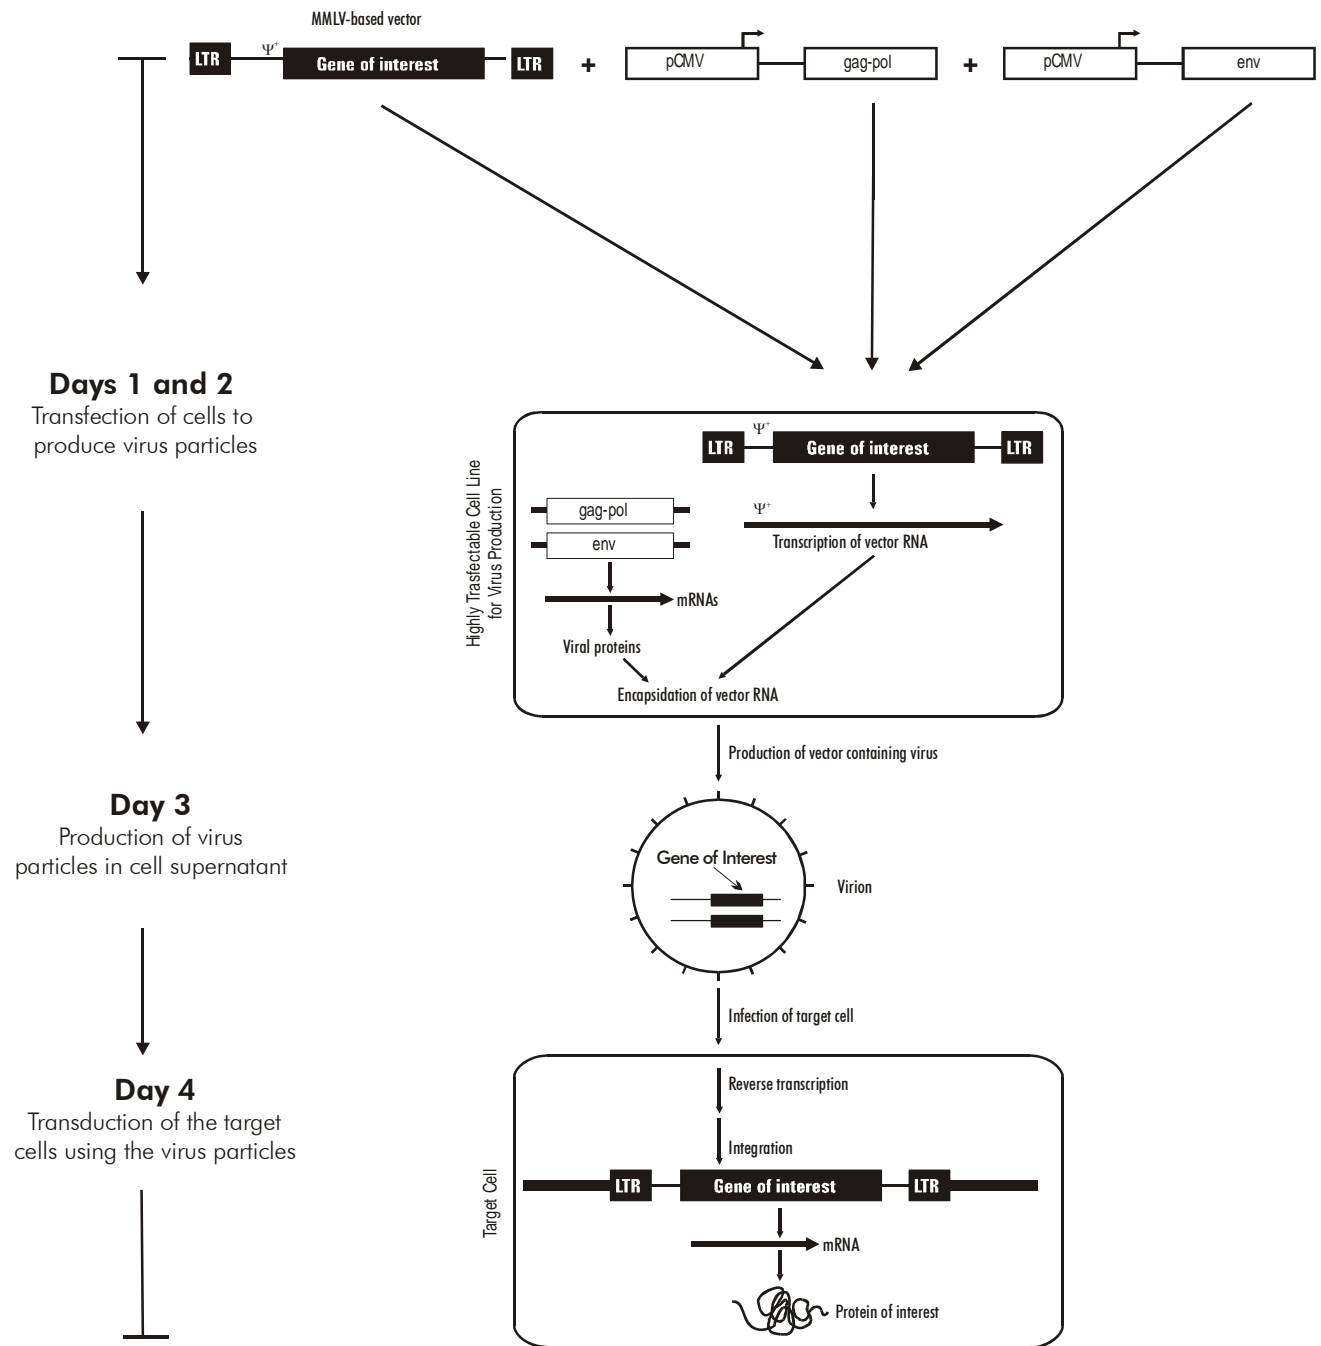 MMLV-based vector
LTR
Ψ+
Gene of interest
LTR
+
pCMV
gag-pol
+
pCMV
env
Days 1 and 2
Transfection of cells to
produce virus particles
Highly Trasfectable Cell Line
for Virus Production
LTR
Ψ+
Gene of interest
LTR
gag-pol
env
Ψ+
Transcription of vector RNA
mRNAs
Viral proteins
Encapsidation of vector RNA
Production of vector containing virus
Day 3
Production of virus
particles in cell supernatant
Gene of Interest
Virion
Infection of target cell
Day 4
Transduction of the target
cells using the virus particles
Target Cell
Reverse transcription
Integration
LTR
Gene of interest
LTR
mRNA
Protein of interest